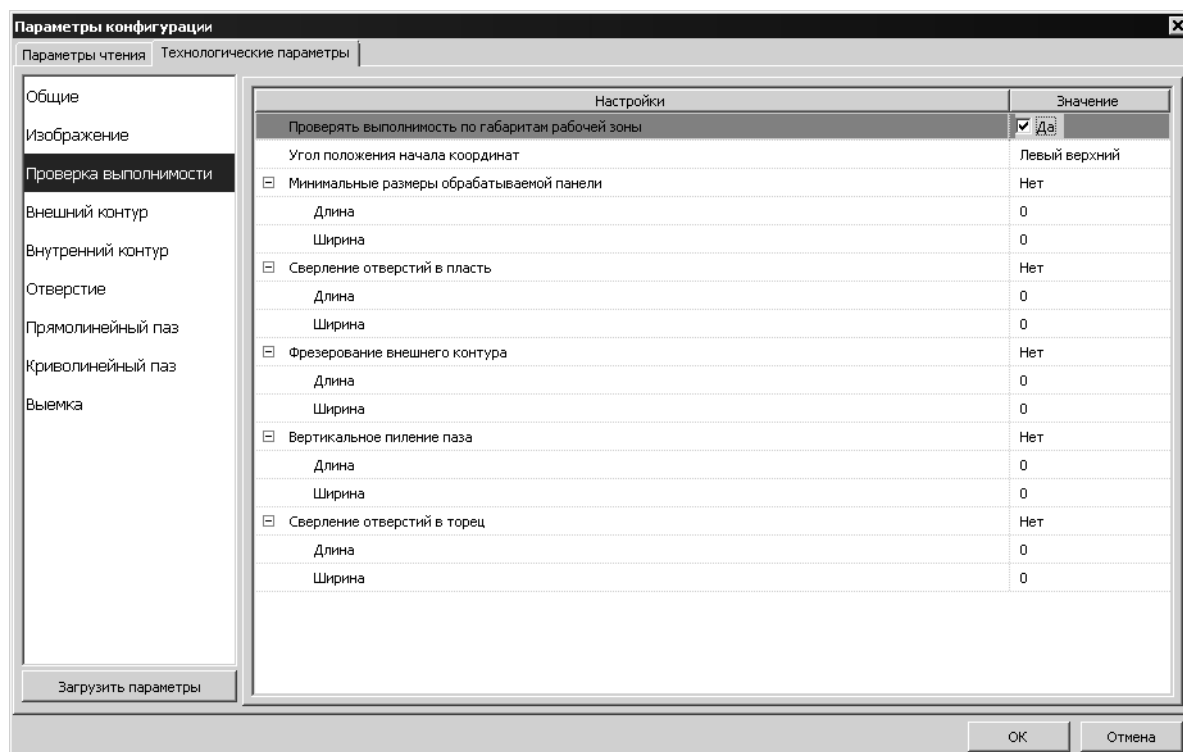 Параметры конфигурации
Параметры чтения Технологические параметры
Общие
Изображение
Проверка выполнимости
Внешний контур
Внутренний контур
Отверстие
Прямолинейный паз
Криволинейный паз
Выемка
Загрузить параметры
Настройки Значение
Проверять выполнимость по габаритам рабочей зоны Да
Угол положения начала координат Левый верхний
Минимальные размеры обрабатываемой панели Нет
Длина 0
Ширина 0
Сверление отверстий в пласть Нет
Длина 0
Ширина 0
Фрезерование внешнего контура Нет
Длина 0
Ширина 0
Вертикальное пиление паза Нет
Длина 0
Ширина 0
Сверление отверстий в торец Нет
Длина 0
Ширина 0
OK Отмена